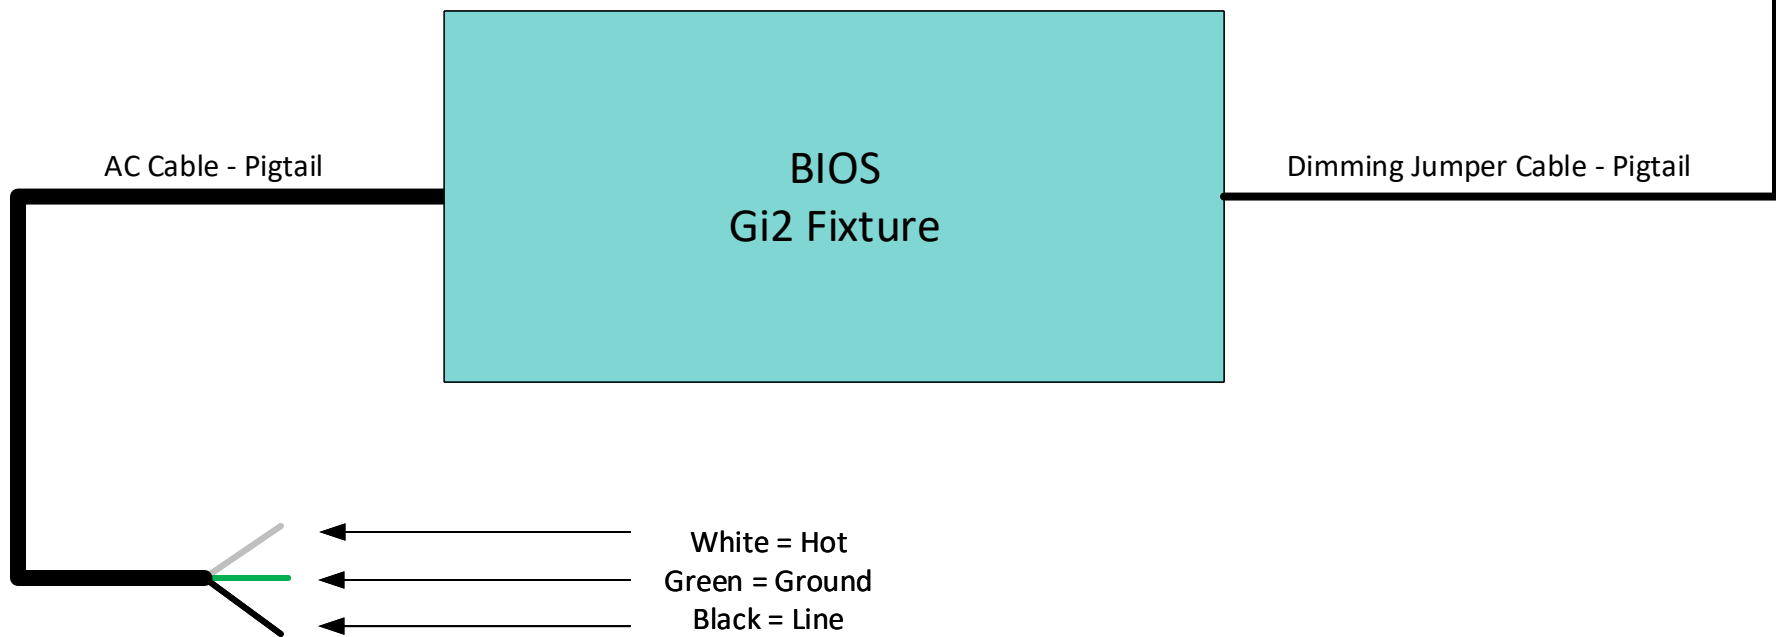 AC Cable - Pigtail
BIOS
Gi2 Fixture
Dimming Jumper Cable - Pigtail
White = Hot
Green = Ground
Black = Line